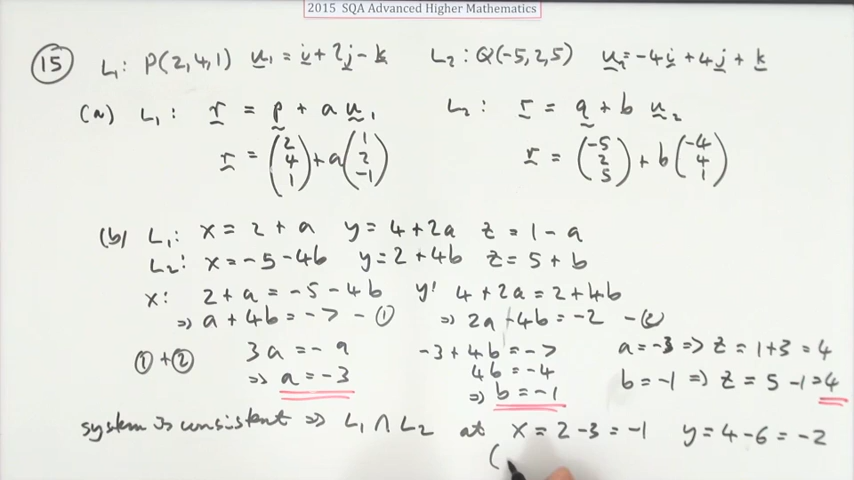 2015 SQA Advanced Higher Mathematics
15 L₁: P(2,4,1) u₁ = i + 2j - k L₂: Q(-5,2,5) u₂ = -4i + 4j + k
(a) L₁: r = p + a u₁ L₂: r = q + b u₂
r = (2 4 1) + a(1 2 -1) r = (-5 2 5) + b(-4 4 1)
(b) L₁: x = 2 + a y = 4 + 2a z = 1 - a
L₂: x = -5 - 4b y = 2 + 4b z = 5 + b
x: 2 + a = -5 - 4b y: 4 + 2a = 2 + 4b
⇒ a + 4b = -7 - ① ⇒ 2a - 4b = -2 - ②
① + ② 3a = -9 -3 + 4b = -7 a = -3 ⇒ z = 1 + 3 = 4
⇒ a = -3 4b = -4 b = -1 ⇒ z = 5 - 1 = 4
⇒ b = -1
system is consistent ⇒ L₁ ∩ L₂ at x = 2 - 3 = -1 y = 4 - 6 = -2
(